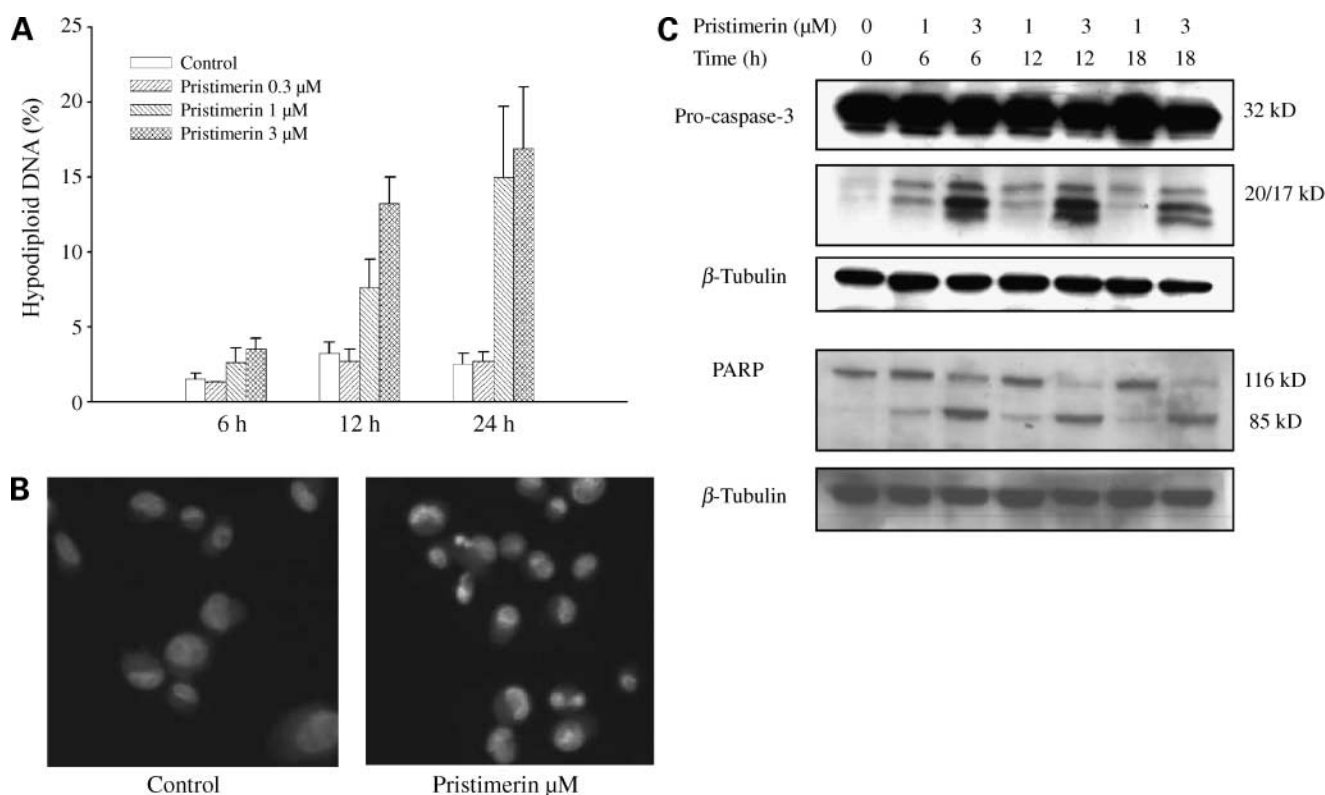 A
25
20
15
10
5
0
Hypodiploid DNA (%)
Control
Pristimerin 0.3 µM
Pristimerin 1 µM
Pristimerin 3 µM
6 h 12 h 24 h
B
Control
Pristimerin µM
C
Pristimerin (µM) 0 1 3 1 3 1 3
Time (h) 0 6 6 12 12 18 18
Pro-caspase-3 32 kD
20/17 kD
β-Tubulin
PARP 116 kD
85 kD
β-Tubulin